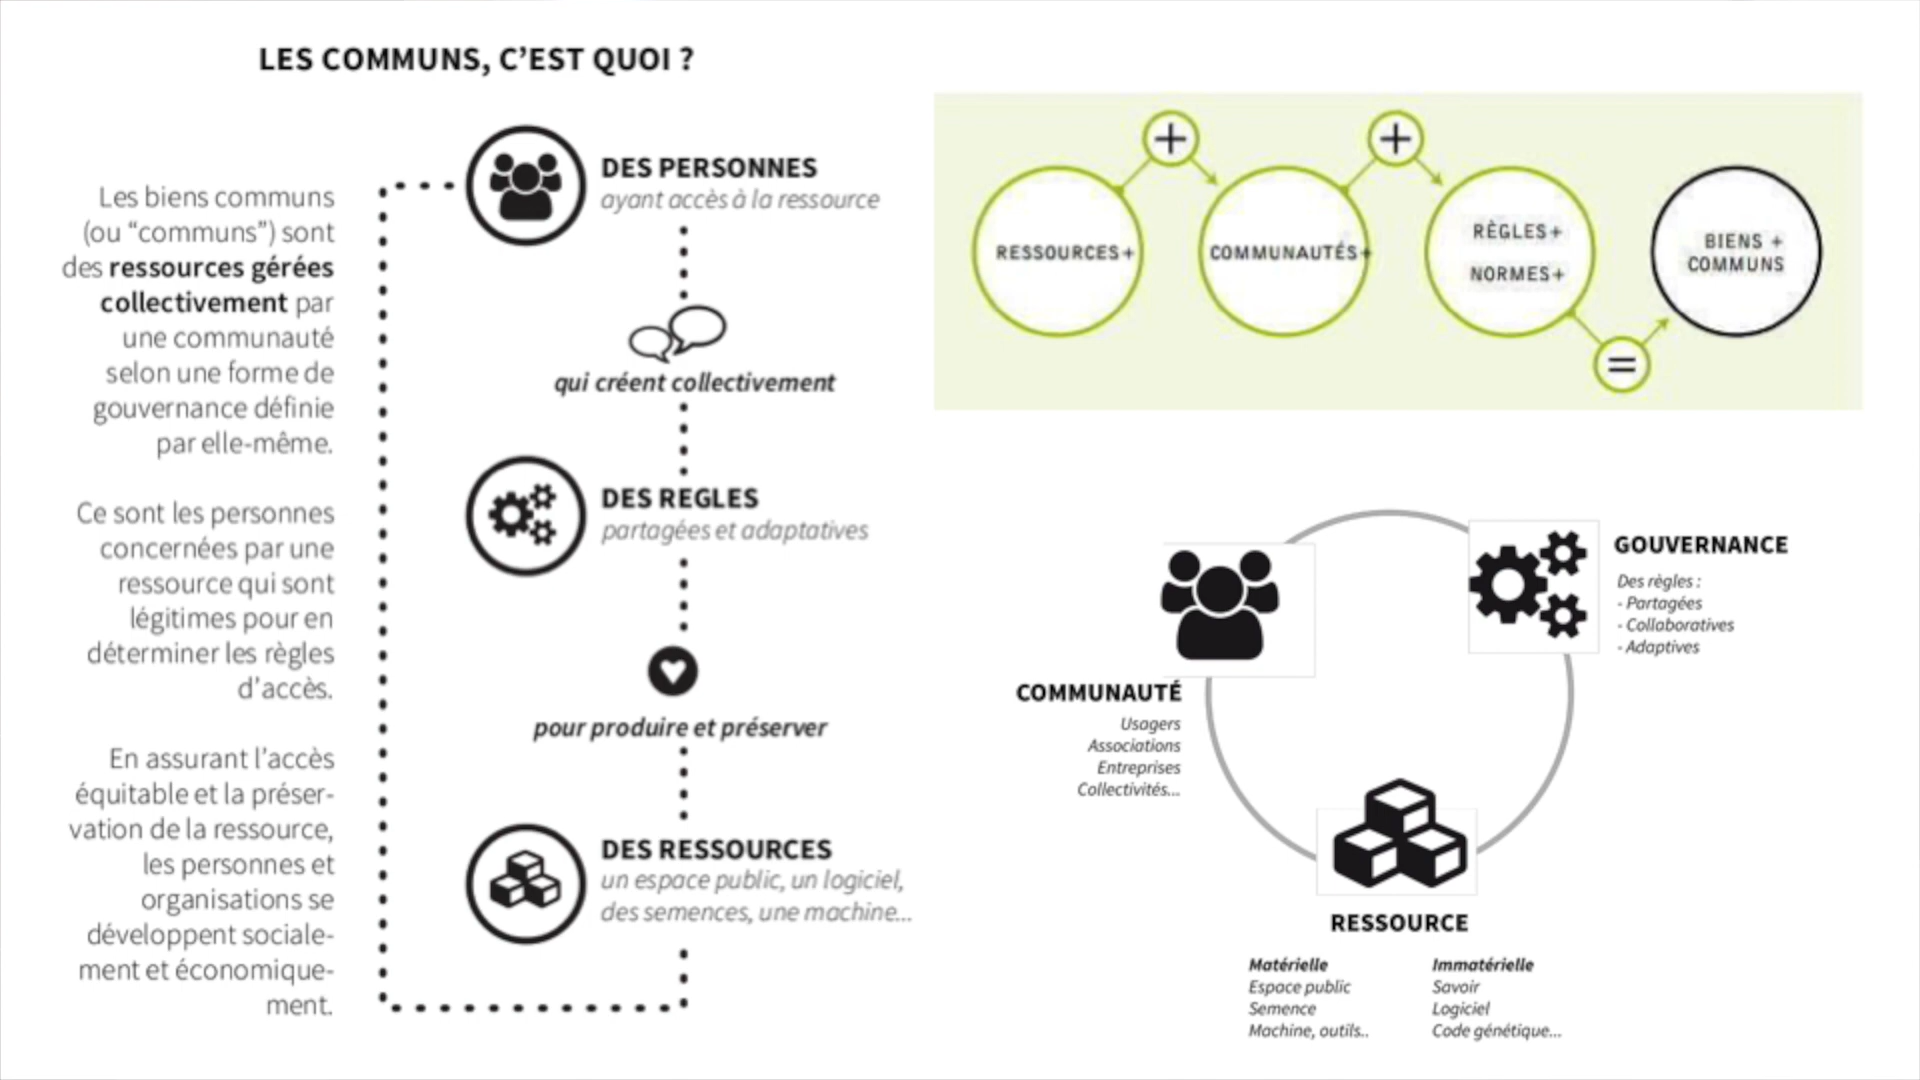 LES COMMUNS, C’EST QUOI ?
Les biens communs
(ou “communs”) sont
des ressources gérées
collectivement par
une communauté
selon une forme de
gouvernance définie
par elle-même.
Ce sont les personnes
concernées par une
ressource qui sont
légitimes pour en
déterminer les règles
d’accès.
En assurant l’accès
équitable et la préser-
vation de la ressource,
les personnes et
organisations se
développent sociale-
ment et économique-
ment.
DES PERSONNES
ayant accès à la ressource
qui créent collectivement
DES REGLES
partagées et adaptatives
pour produire et préserver
DES RESSOURCES
un espace public, un logiciel,
des semences, une machine...
+
+
RESSOURCES+
COMMUNAUTÉS+
RÈGLES+
NORMES+
=
BIENS +
COMMUNS
GOUVERNANCE
Des règles :
- Partagées
- Collaboratives
- Adaptives
COMMUNAUTÉ
Usagers
Associations
Entreprises
Collectivités...
RESSOURCE
Matérielle
Espace public
Semence
Machine, outils..
Immatérielle
Savoir
Logiciel
Code génétique...